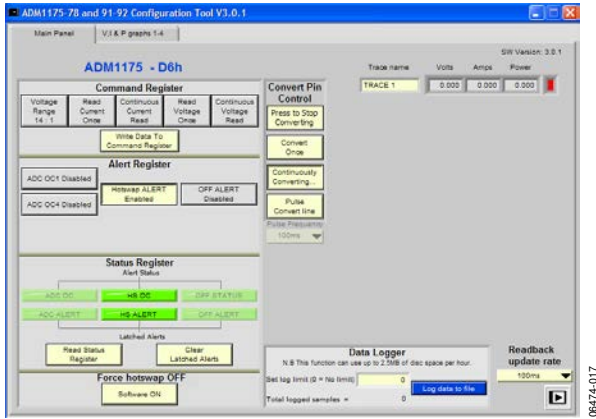 ADM1175-78 and 91-92 Configuration Tool V3.0.1
Main Panel
V,I & P graphs 1-4
SW Version: 3.0.1
ADM1175 - D6h
Trace name Volts Amps Power
TRACE 1 0.000 0.000 0.000
Command Register
Voltage Range 14 : 1
Read Current Once
Continuous Current Read
Read Voltage Once
Continuous Voltage Read
Write Data To Command Register
Convert Pin Control
Press to Stop Converting
Convert Once
Continuously Converting...
Pulse Convert line
Pulse Frequency
100ms
Alert Register
ADC OC1 Disabled
Hotswap ALERT Enabled
OFF ALERT Disabled
ADC OC4 Disabled
Status Register
Alert Status
ADC OC
HS OC
OFF STATUS
ADC ALERT
HS ALERT
OFF ALERT
Latched Alerts
Read Status Register
Clear Latched Alerts
Force hotswap OFF
Software ON
Data Logger
N.B This function can use up to 2.5MB of disc space per hour.
Set log limit (0 = No limit) 0
Log data to file
Total logged samples = 0
Readback update rate
100ms
06474-017